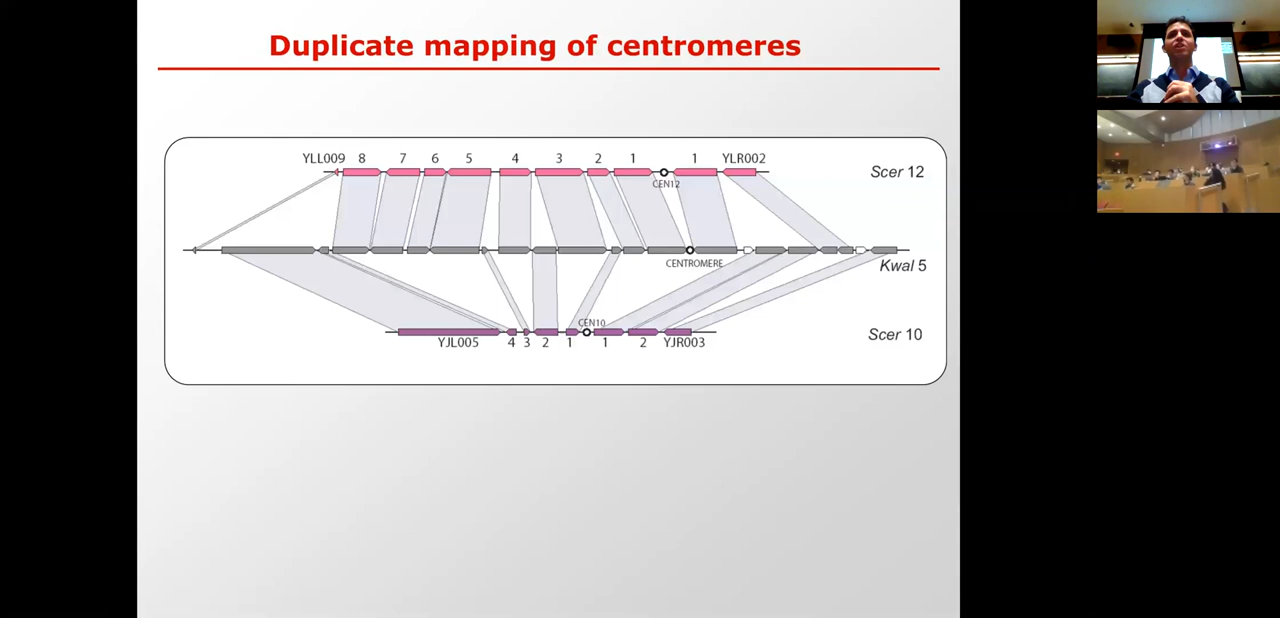 Duplicate mapping of centromeres
YLL009 8 7 6 5 4 3 2 1 1 YLR002
Scer 12
CEN12
CENTROMERE
Kwal 5
CEN10
Scer 10
YJL005 4 3 2 1 1 2 YJR003